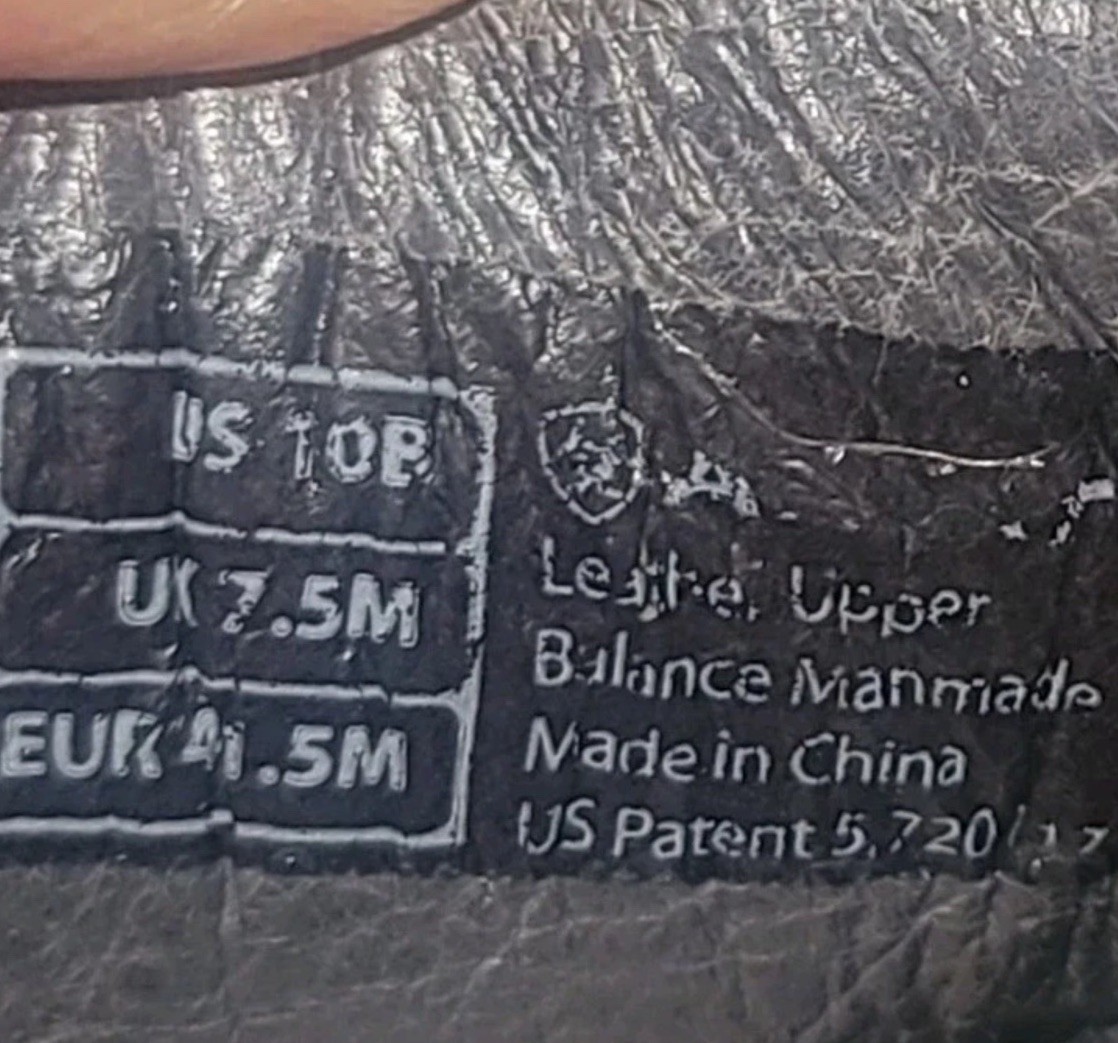 US 10B
UK 7.5M
EUR 41.5M
Leather Upper
Balance Manmade
Made in China
US Patent